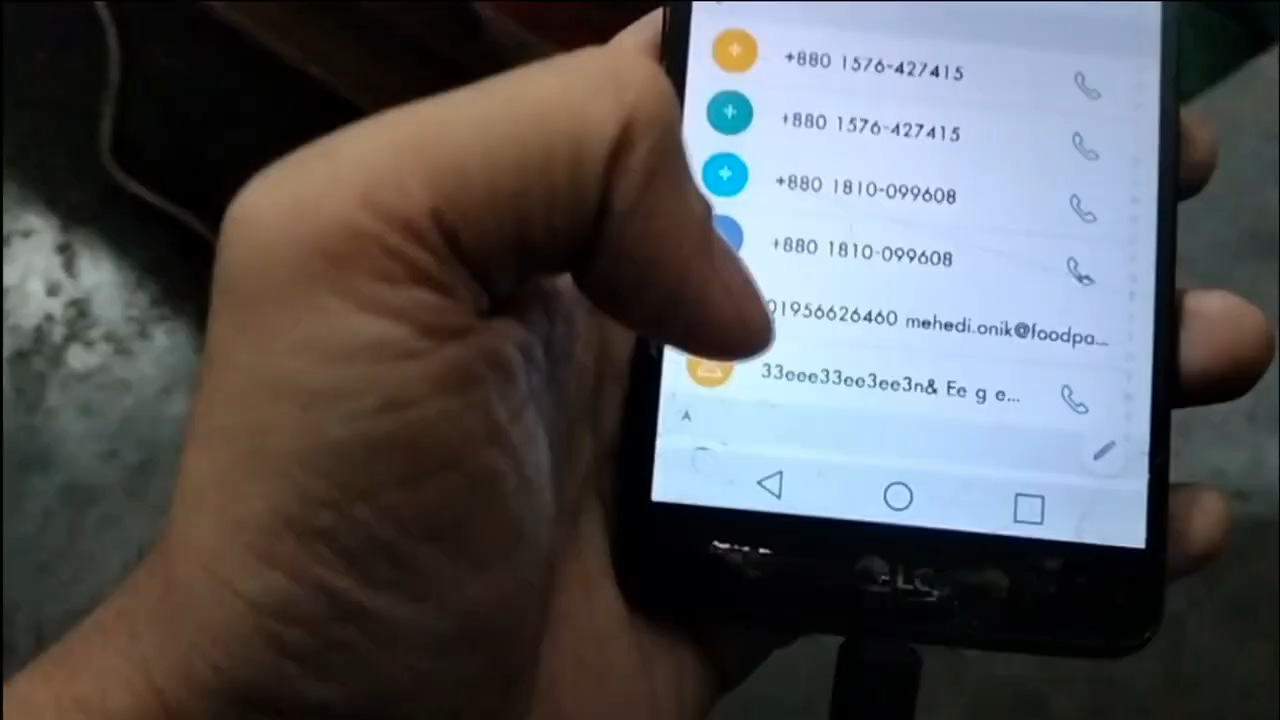 +880 1576-427415
+880 1576-427415
+880 1810-099608
+880 1810-099608
01956626460 mehedi.onik@foodpa...
33eee33ee3ee3n& Ee g e...
A
LG